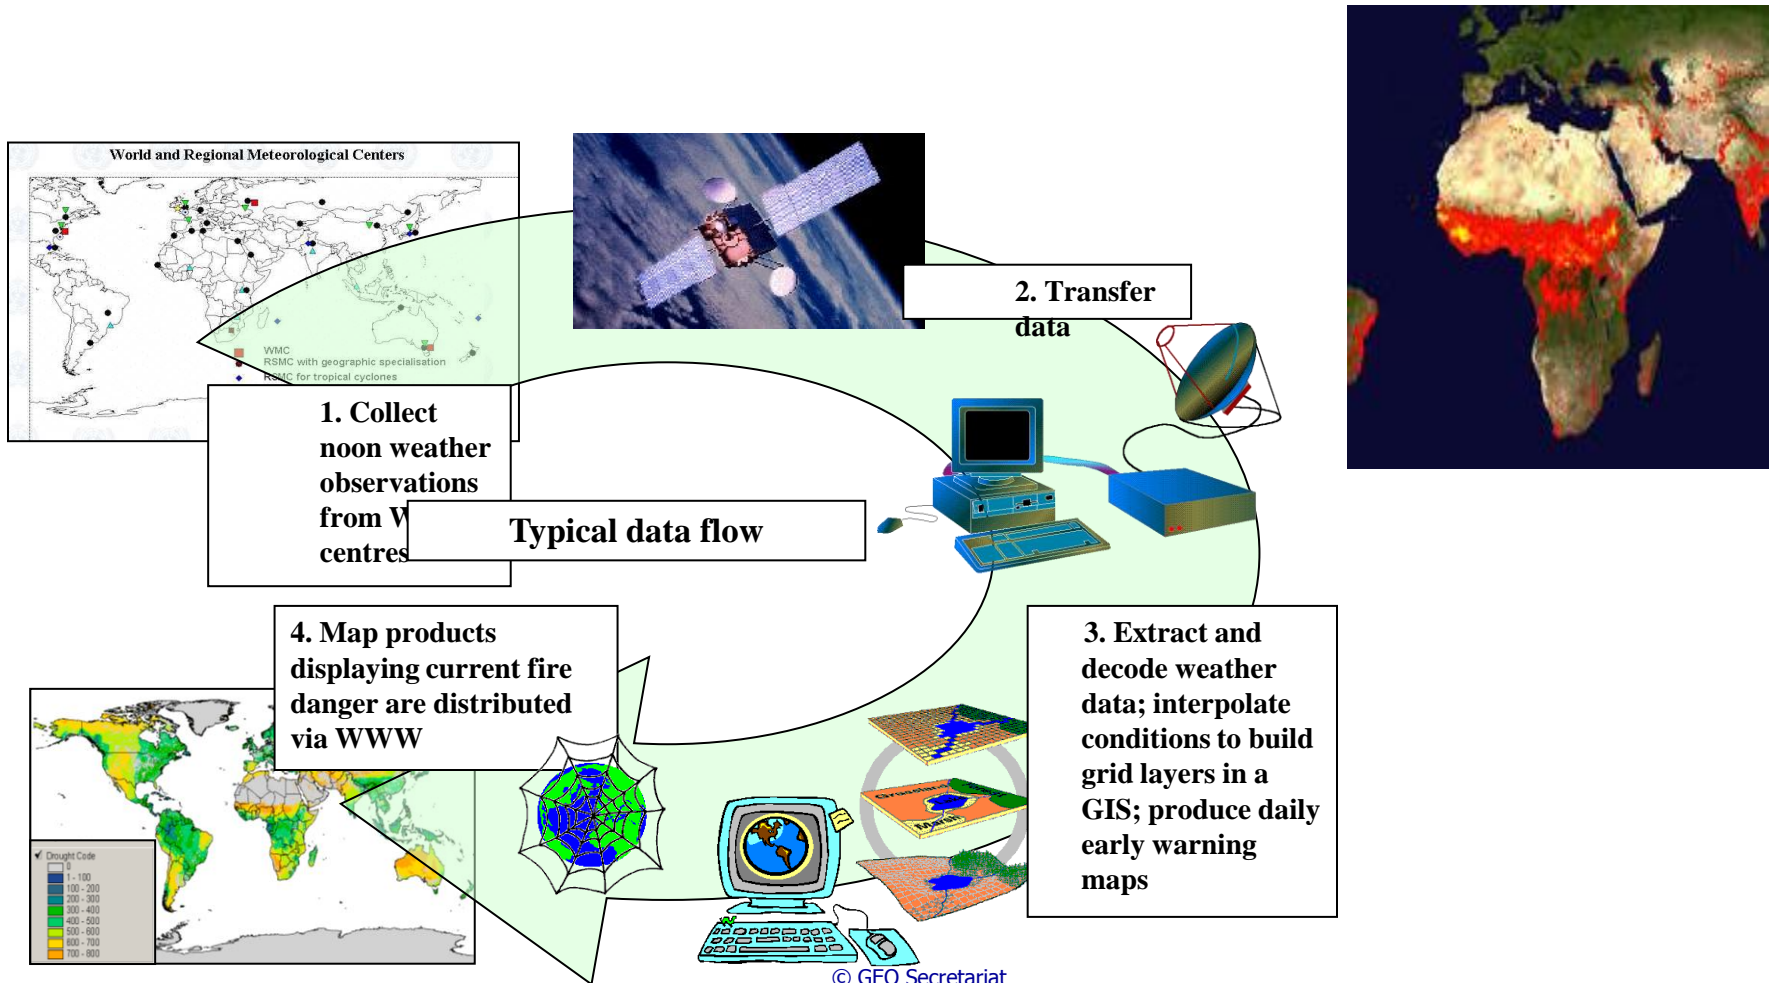 World and Regional Meteorological Centers
WMC
RSMC with geographic specialisation
RSMC for tropical cyclones
2. Transfer
data
1. Collect
noon weather
observations
from W
centres
Typical data flow
4. Map products
displaying current fire
danger are distributed
via WWW
3. Extract and
decode weather
data; interpolate
conditions to build
grid layers in a
GIS; produce daily
early warning
maps
Marsh
Drought Code
0
1 - 100
100 - 200
200 - 300
300 - 400
400 - 500
500 - 600
600 - 700
700 - 800
© GEO Secretariat